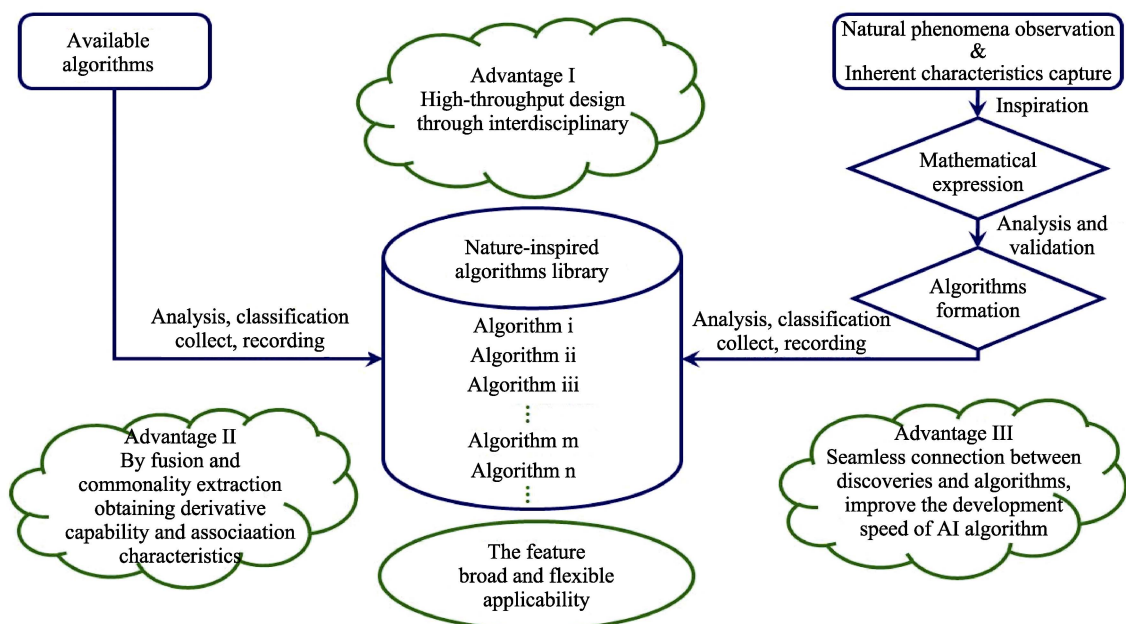 Available
algorithms
Advantage I
High-throughput design
through interdisciplinary
Natural phenomena observation
&
Inherent characteristics capture
Inspiration
Mathematical
expression
Analysis and
validation
Algorithms
formation
Nature-inspired
algorithms library
Algorithm i
Algorithm ii
Algorithm iii
Algorithm m
Algorithm n
Analysis, classification
collect, recording
Analysis, classification
collect, recording
Advantage II
By fusion and
commonality extraction
obtaining derivative
capability and associaation
characteristics
The feature
broad and flexible
applicability
Advantage III
Seamless connection between
discoveries and algorithms,
improve the development
speed of AI algorithm